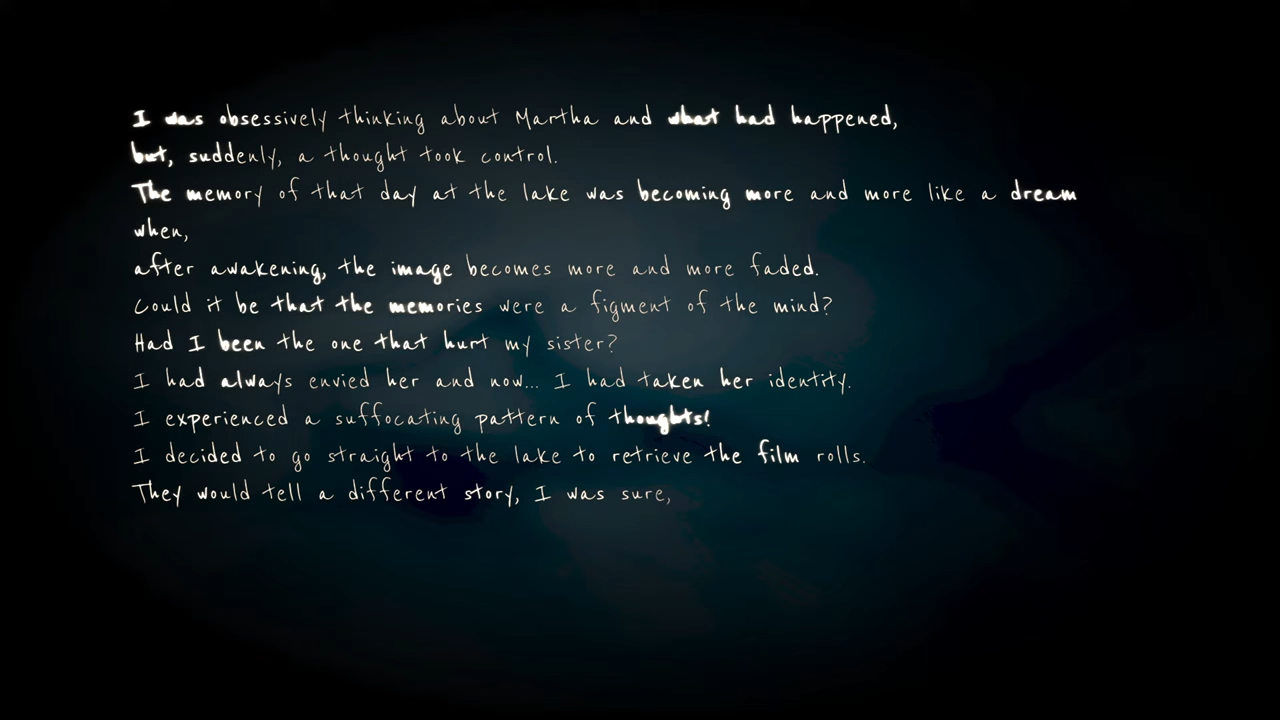 I was obsessively thinking about Martha and what had happened,
but, suddenly, a thought took control.
The memory of that day at the lake was becoming more and more like a dream
when,
after awakening, the image becomes more and more faded.
Could it be that the memories were a figment of the mind?
Had I been the one that hurt my sister?
I had always envied her and now... I had taken her identity.
I experienced a suffocating pattern of thoughts!
I decided to go straight to the lake to retrieve the film rolls.
They would tell a different story, I was sure,